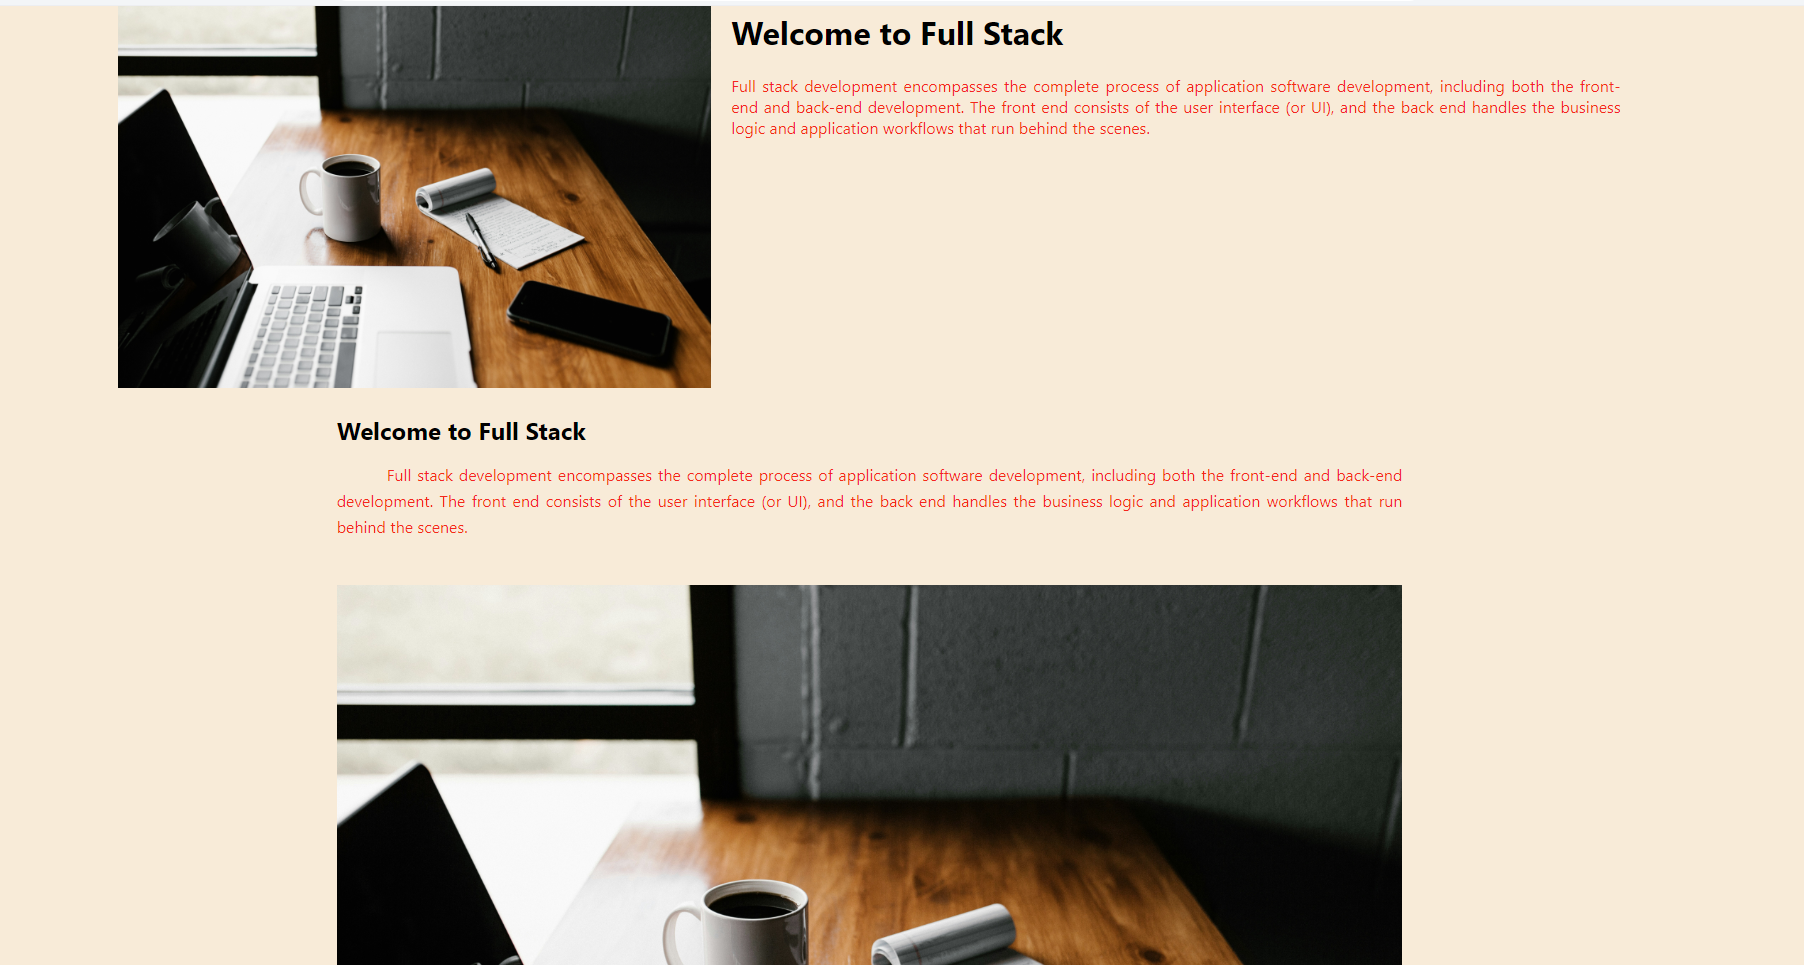 Welcome to Full Stack
Full stack development encompasses the complete process of application software development, including both the front-
end and back-end development. The front end consists of the user interface (or UI), and the back end handles the business
logic and application workflows that run behind the scenes.
Welcome to Full Stack
Full stack development encompasses the complete process of application software development, including both the front-end and back-end
development. The front end consists of the user interface (or UI), and the back end handles the business logic and application workflows that run
behind the scenes.